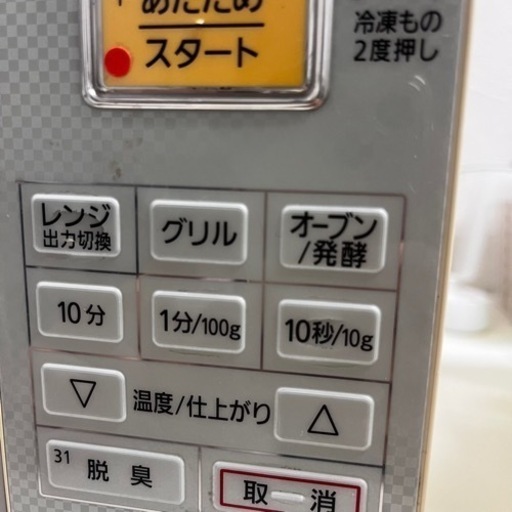 あたため
スタート
冷凍もの
2度押し
レンジ
出力切換
グリル
オーブン
/発酵
10分
1分/100g
10秒/10g
▽
温度/仕上がり
△
31 脱臭
取消